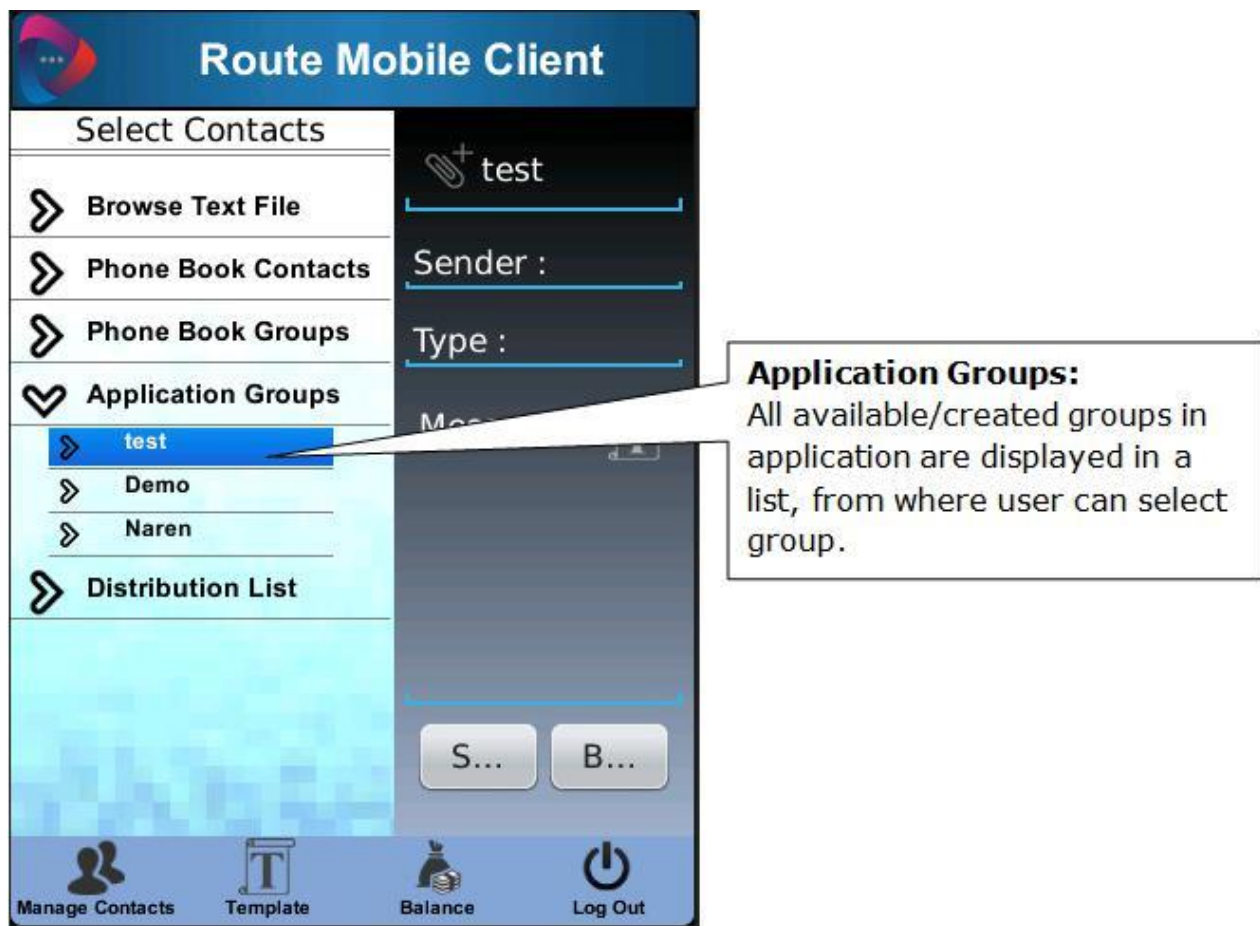 Route Mobile Client
Select Contacts
Browse Text File
Phone Book Contacts
Phone Book Groups
Application Groups
test
Demo
Naren
Distribution List
test
Sender :
Type :
S...
B...
Application Groups:
All available/created groups in
application are displayed in a
list, from where user can select
group.
Manage Contacts
Template
Balance
Log Out